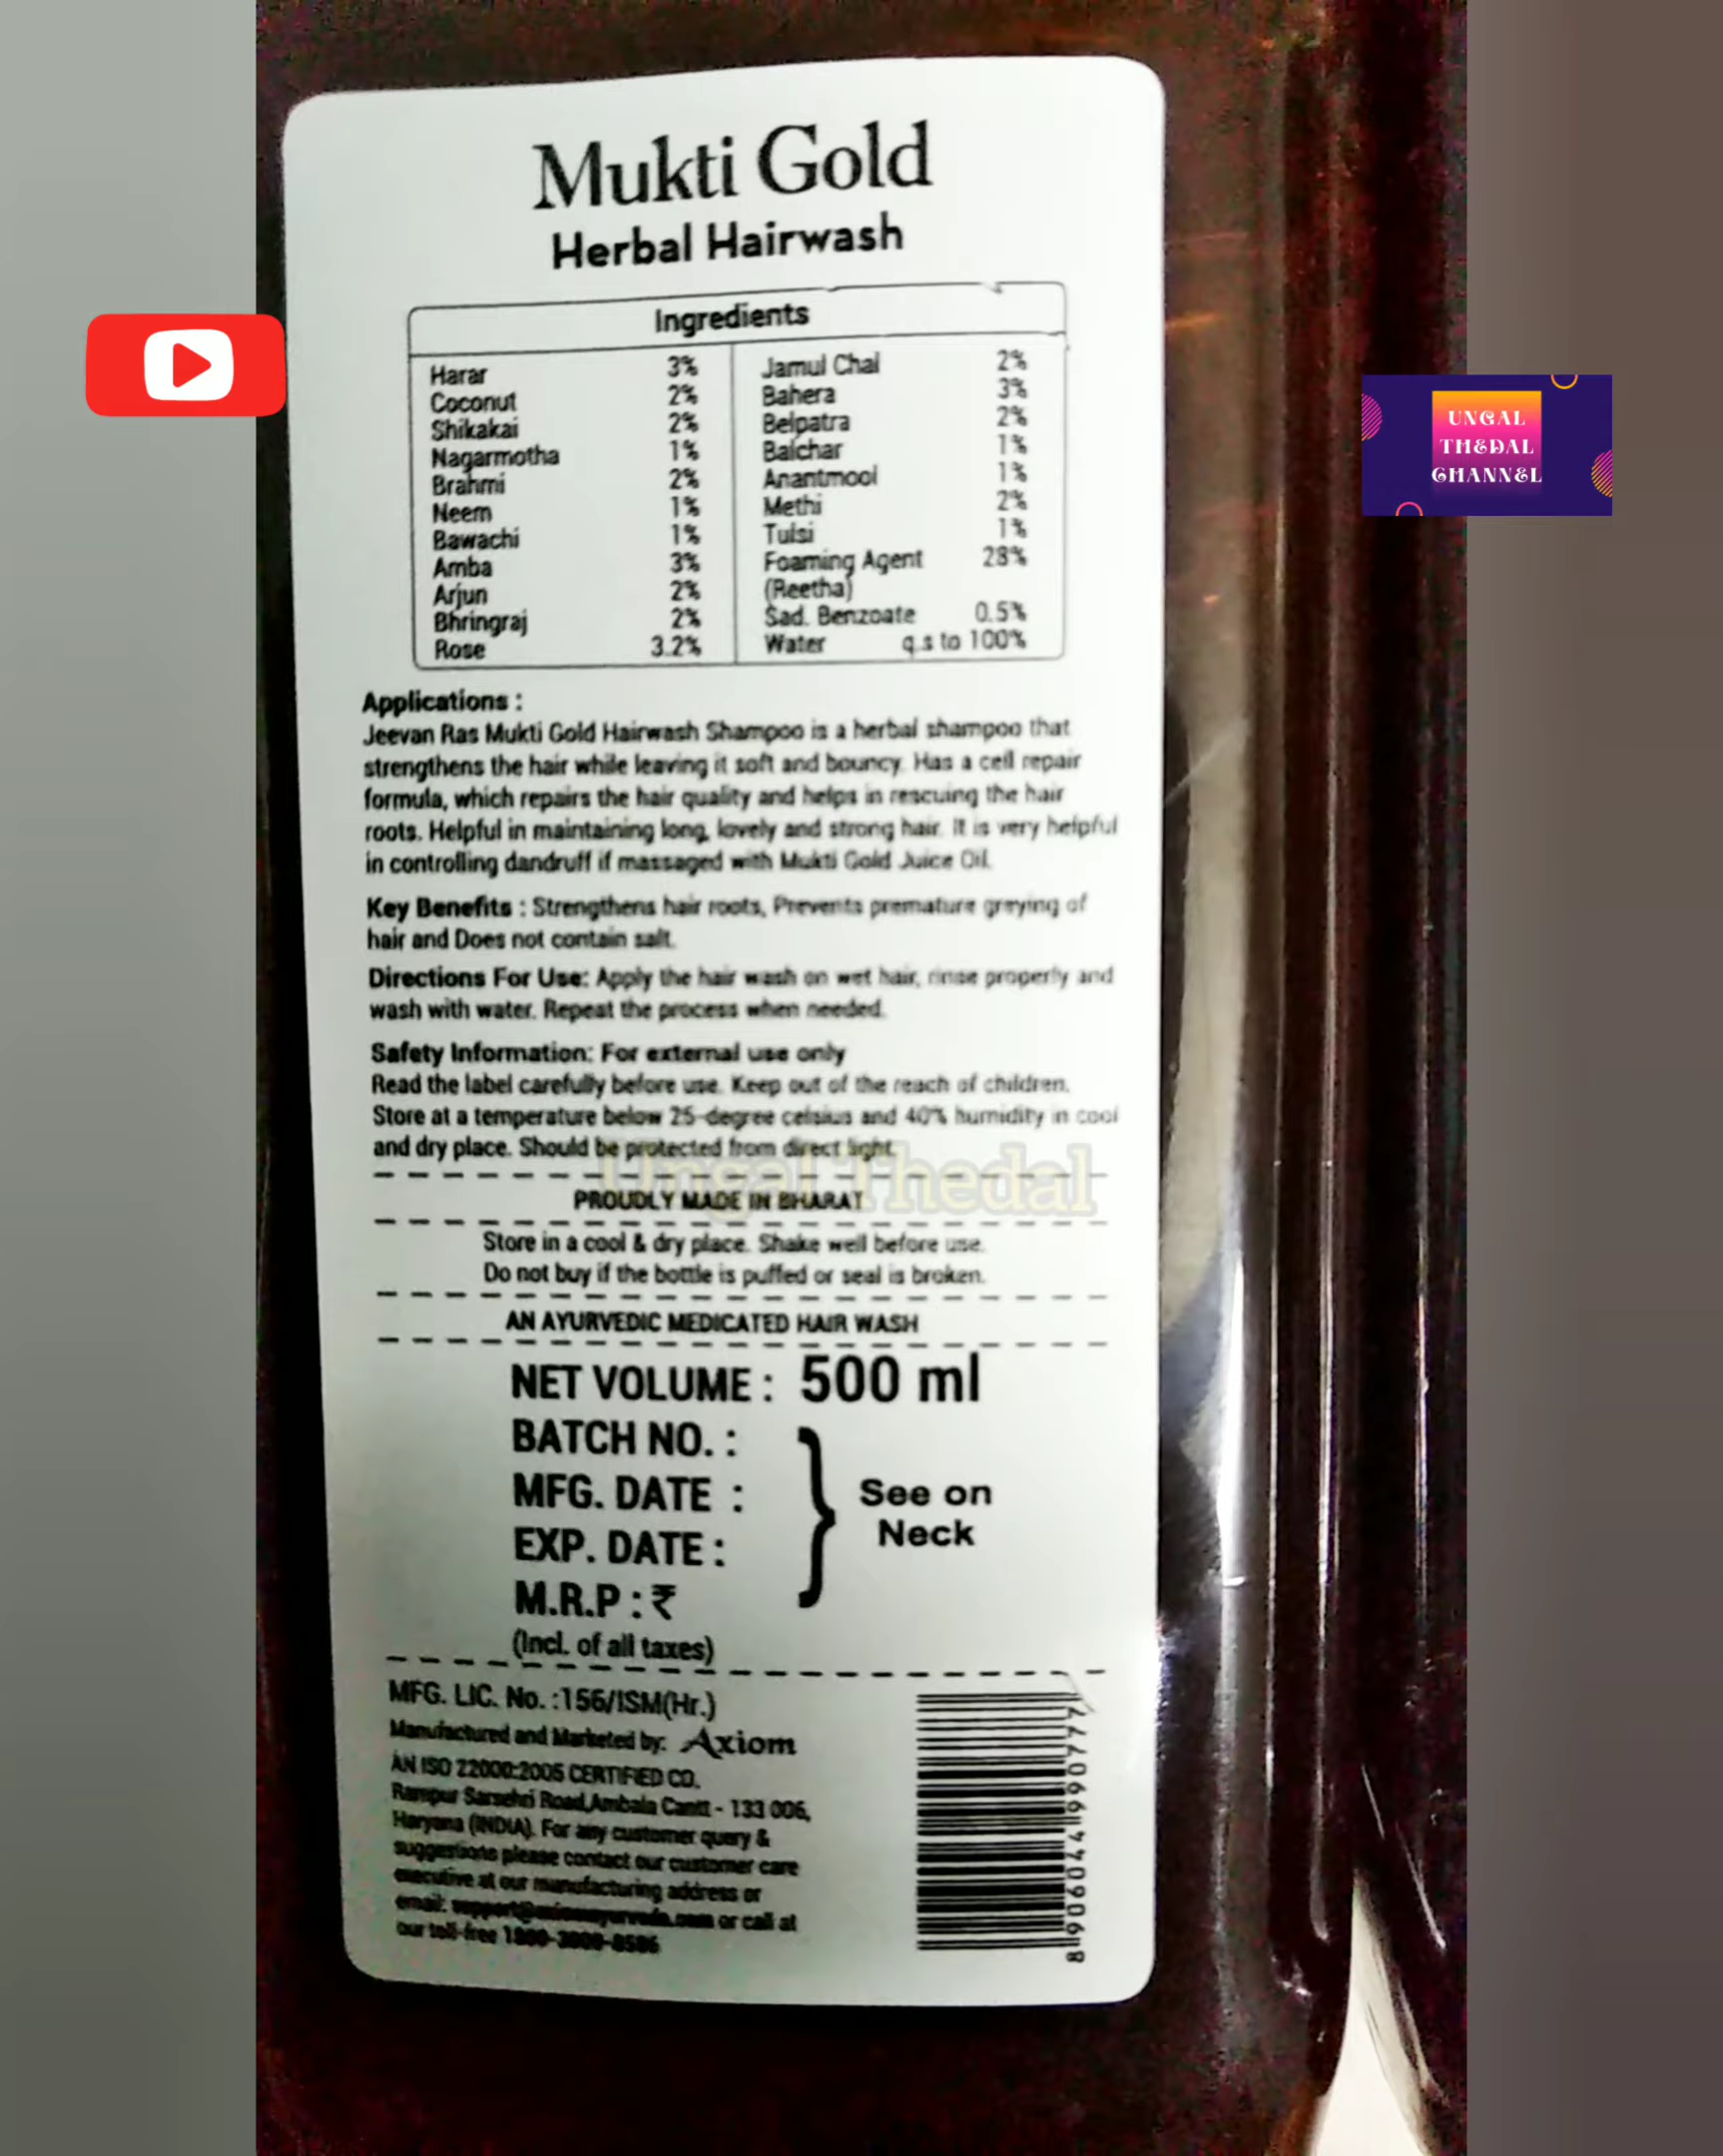 Mukti Gold
Herbal Hairwash
Ingredients
Harar 3%
Coconut 2%
Shikakai 2%
Nagarmotha 1%
Brahmi 2%
Neem 1%
Bawachi 1%
Amba 3%
Arjun 2%
Bhringraj 2%
Rose 3.2%
Jamul Chal 2%
Bahera 3%
Belpatra 2%
Balchar 1%
Anantmool 1%
Methi 2%
Tulsi 1%
Foaming Agent 28%
(Reetha)
Sad. Benzoate 0.5%
Water q.s to 100%
UNGAL
THEDAL
CHANNEL
Applications :
Jeevan Ras Mukti Gold Hairwash Shampoo is a herbal shampoo that
strengthens the hair while leaving it soft and bouncy. Has a cell repair
formula, which repairs the hair quality and helps in rescuing the hair
roots. Helpful in maintaining long, lovely and strong hair. It is very helpful
in controlling dandruff if massaged with Mukti Gold Juice Oil.
Key Benefits : Strengthens hair roots, Prevents premature greying of
hair and Does not contain salt.
Directions For Use: Apply the hair wash on wet hair, rinse properly and
wash with water. Repeat the process when needed.
Safety Information: For external use only
Read the label carefully before use. Keep out of the reach of children.
Store at a temperature below 25-degree celsius and 40% humidity in cool
and dry place. Should be protected from direct light.
Ungal Thedal
PROUDLY MADE IN BHARAT
Store in a cool & dry place. Shake well before use.
Do not buy if the bottle is puffed or seal is broken.
AN AYURVEDIC MEDICATED HAIR WASH
NET VOLUME : 500 ml
BATCH NO. :
MFG. DATE :
EXP. DATE :
M.R.P : ₹
(Incl. of all taxes)
See on
Neck
MFG. LIC. No. :156/ISM(Hr.)
Manufactured and Marketed by: Axiom
AN ISO 22000:2005 CERTIFIED CO.
Rampur Sarsehri Road,Ambala Cantt - 133 006,
Haryana (INDIA). For any customer query &
suggestions please contact our customer care
executive at our manufacturing address or
email: or call at
our toll-free
8 906044 990777